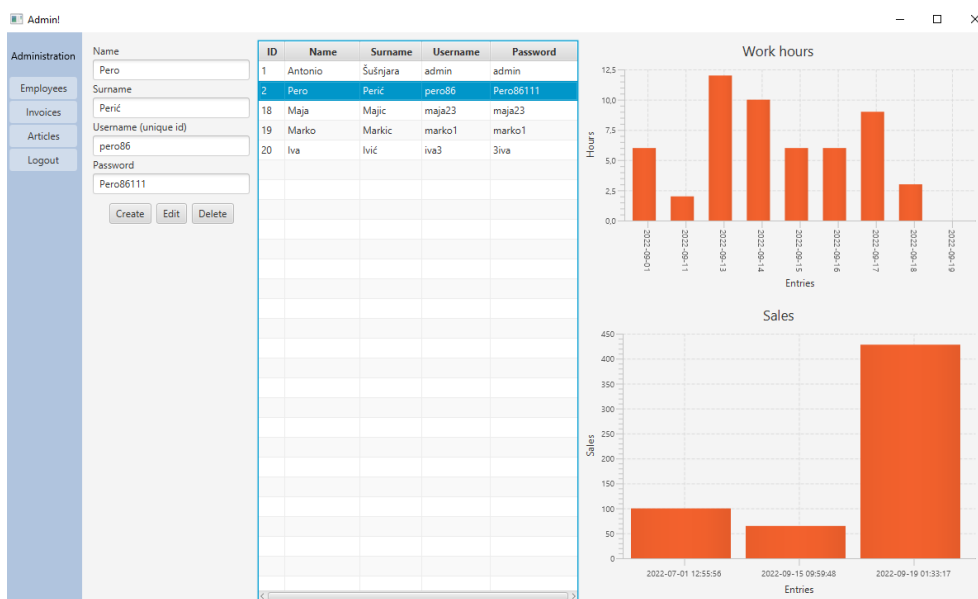 Admin!
Administration
Employees
Invoices
Articles
Logout
Name
Pero
Surname
Perić
Username (unique id)
pero86
Password
Pero86111
Create Edit Delete
ID Name Surname Username Password
1 Antonio Šušnjara admin admin
2 Pero Perić pero86 Pero86111
18 Maja Majic maja23 maja23
19 Marko Markic marko1 marko1
20 Iva Ivić iva3 3iva
Work hours
12,5
10,0
7,5
5,0
2,5
0,0
Hours
2022-09-01
2022-09-11
2022-09-13
2022-09-14
2022-09-15
2022-09-16
2022-09-17
2022-09-18
2022-09-19
Entries
Sales
450
400
350
300
250
200
150
100
50
0
Sales
2022-07-01 12:55:56
2022-09-15 09:59:48
2022-09-19 01:33:17
Entries